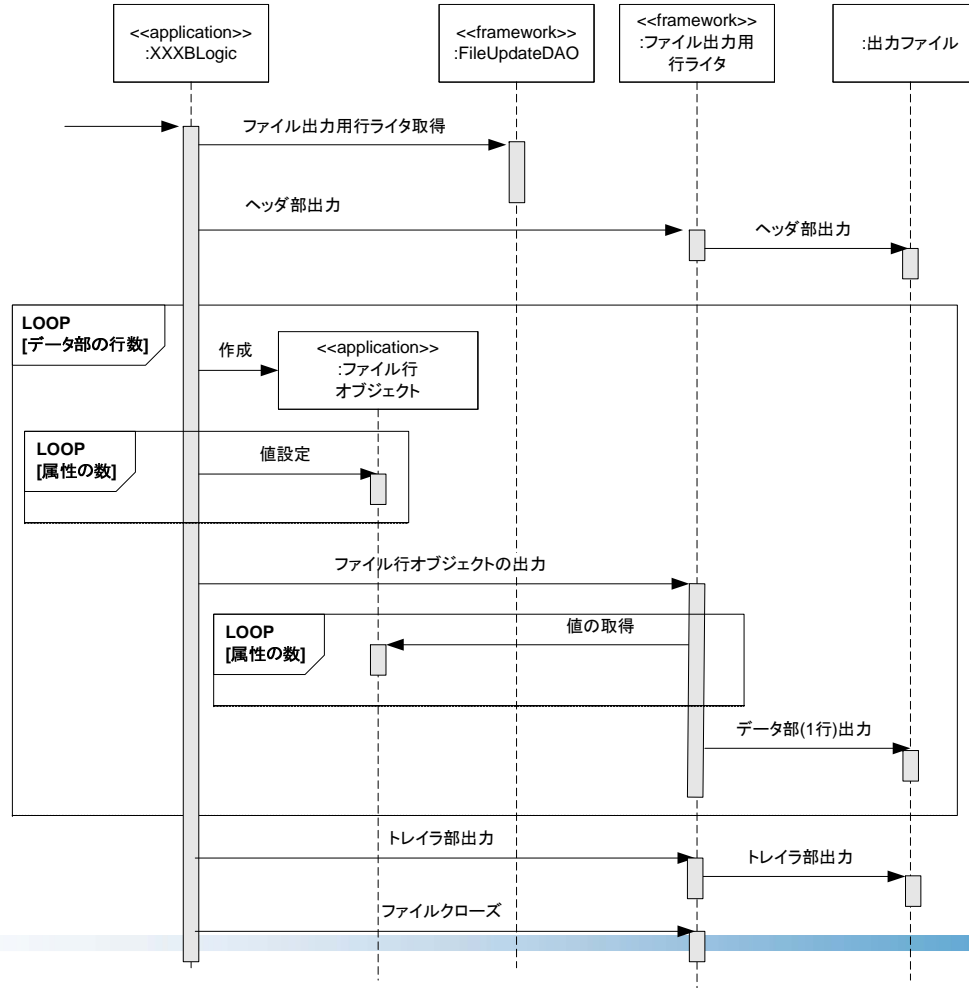 <<application>>
:XXXBLogic
<<framework>>
:FileUpdateDAO
<<framework>>
:ファイル出力用
行ライタ
:出力ファイル
ファイル出力用行ライタ取得
ヘッダ部出力
ヘッダ部出力
LOOP
[データ部の行数]
作成
<<application>>
:ファイル行
オブジェクト
LOOP
[属性の数]
値設定
ファイル行オブジェクトの出力
LOOP
[属性の数]
値の取得
データ部(1行)出力
トレイラ部出力
トレイラ部出力
ファイルクローズ